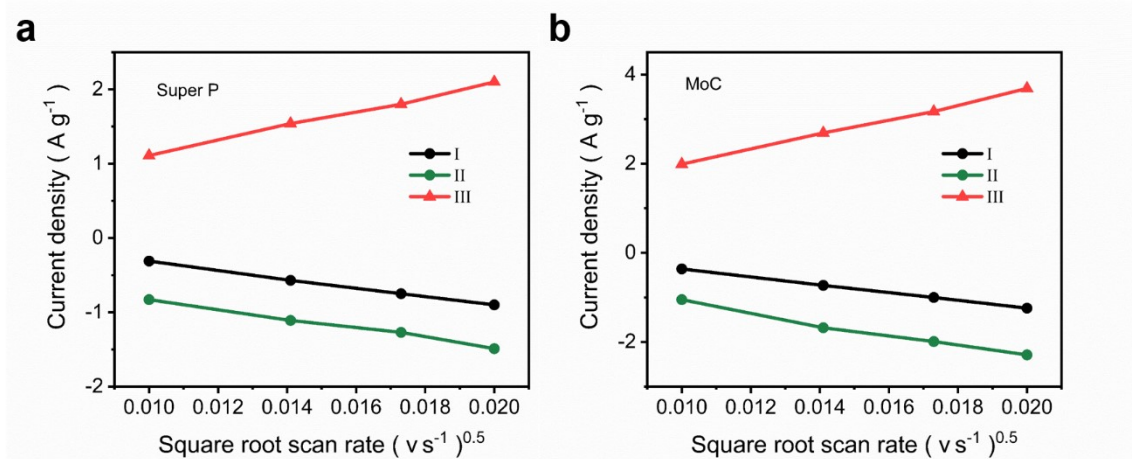 a
Super P
I
II
III
2
1
0
-1
-2
0.010 0.012 0.014 0.016 0.018 0.020
Current density ( A g⁻¹ )
Square root scan rate ( v s⁻¹ )⁰·⁵
b
MoC
I
II
III
4
2
0
-2
0.010 0.012 0.014 0.016 0.018 0.020
Current density ( A g⁻¹ )
Square root scan rate ( v s⁻¹ )⁰·⁵